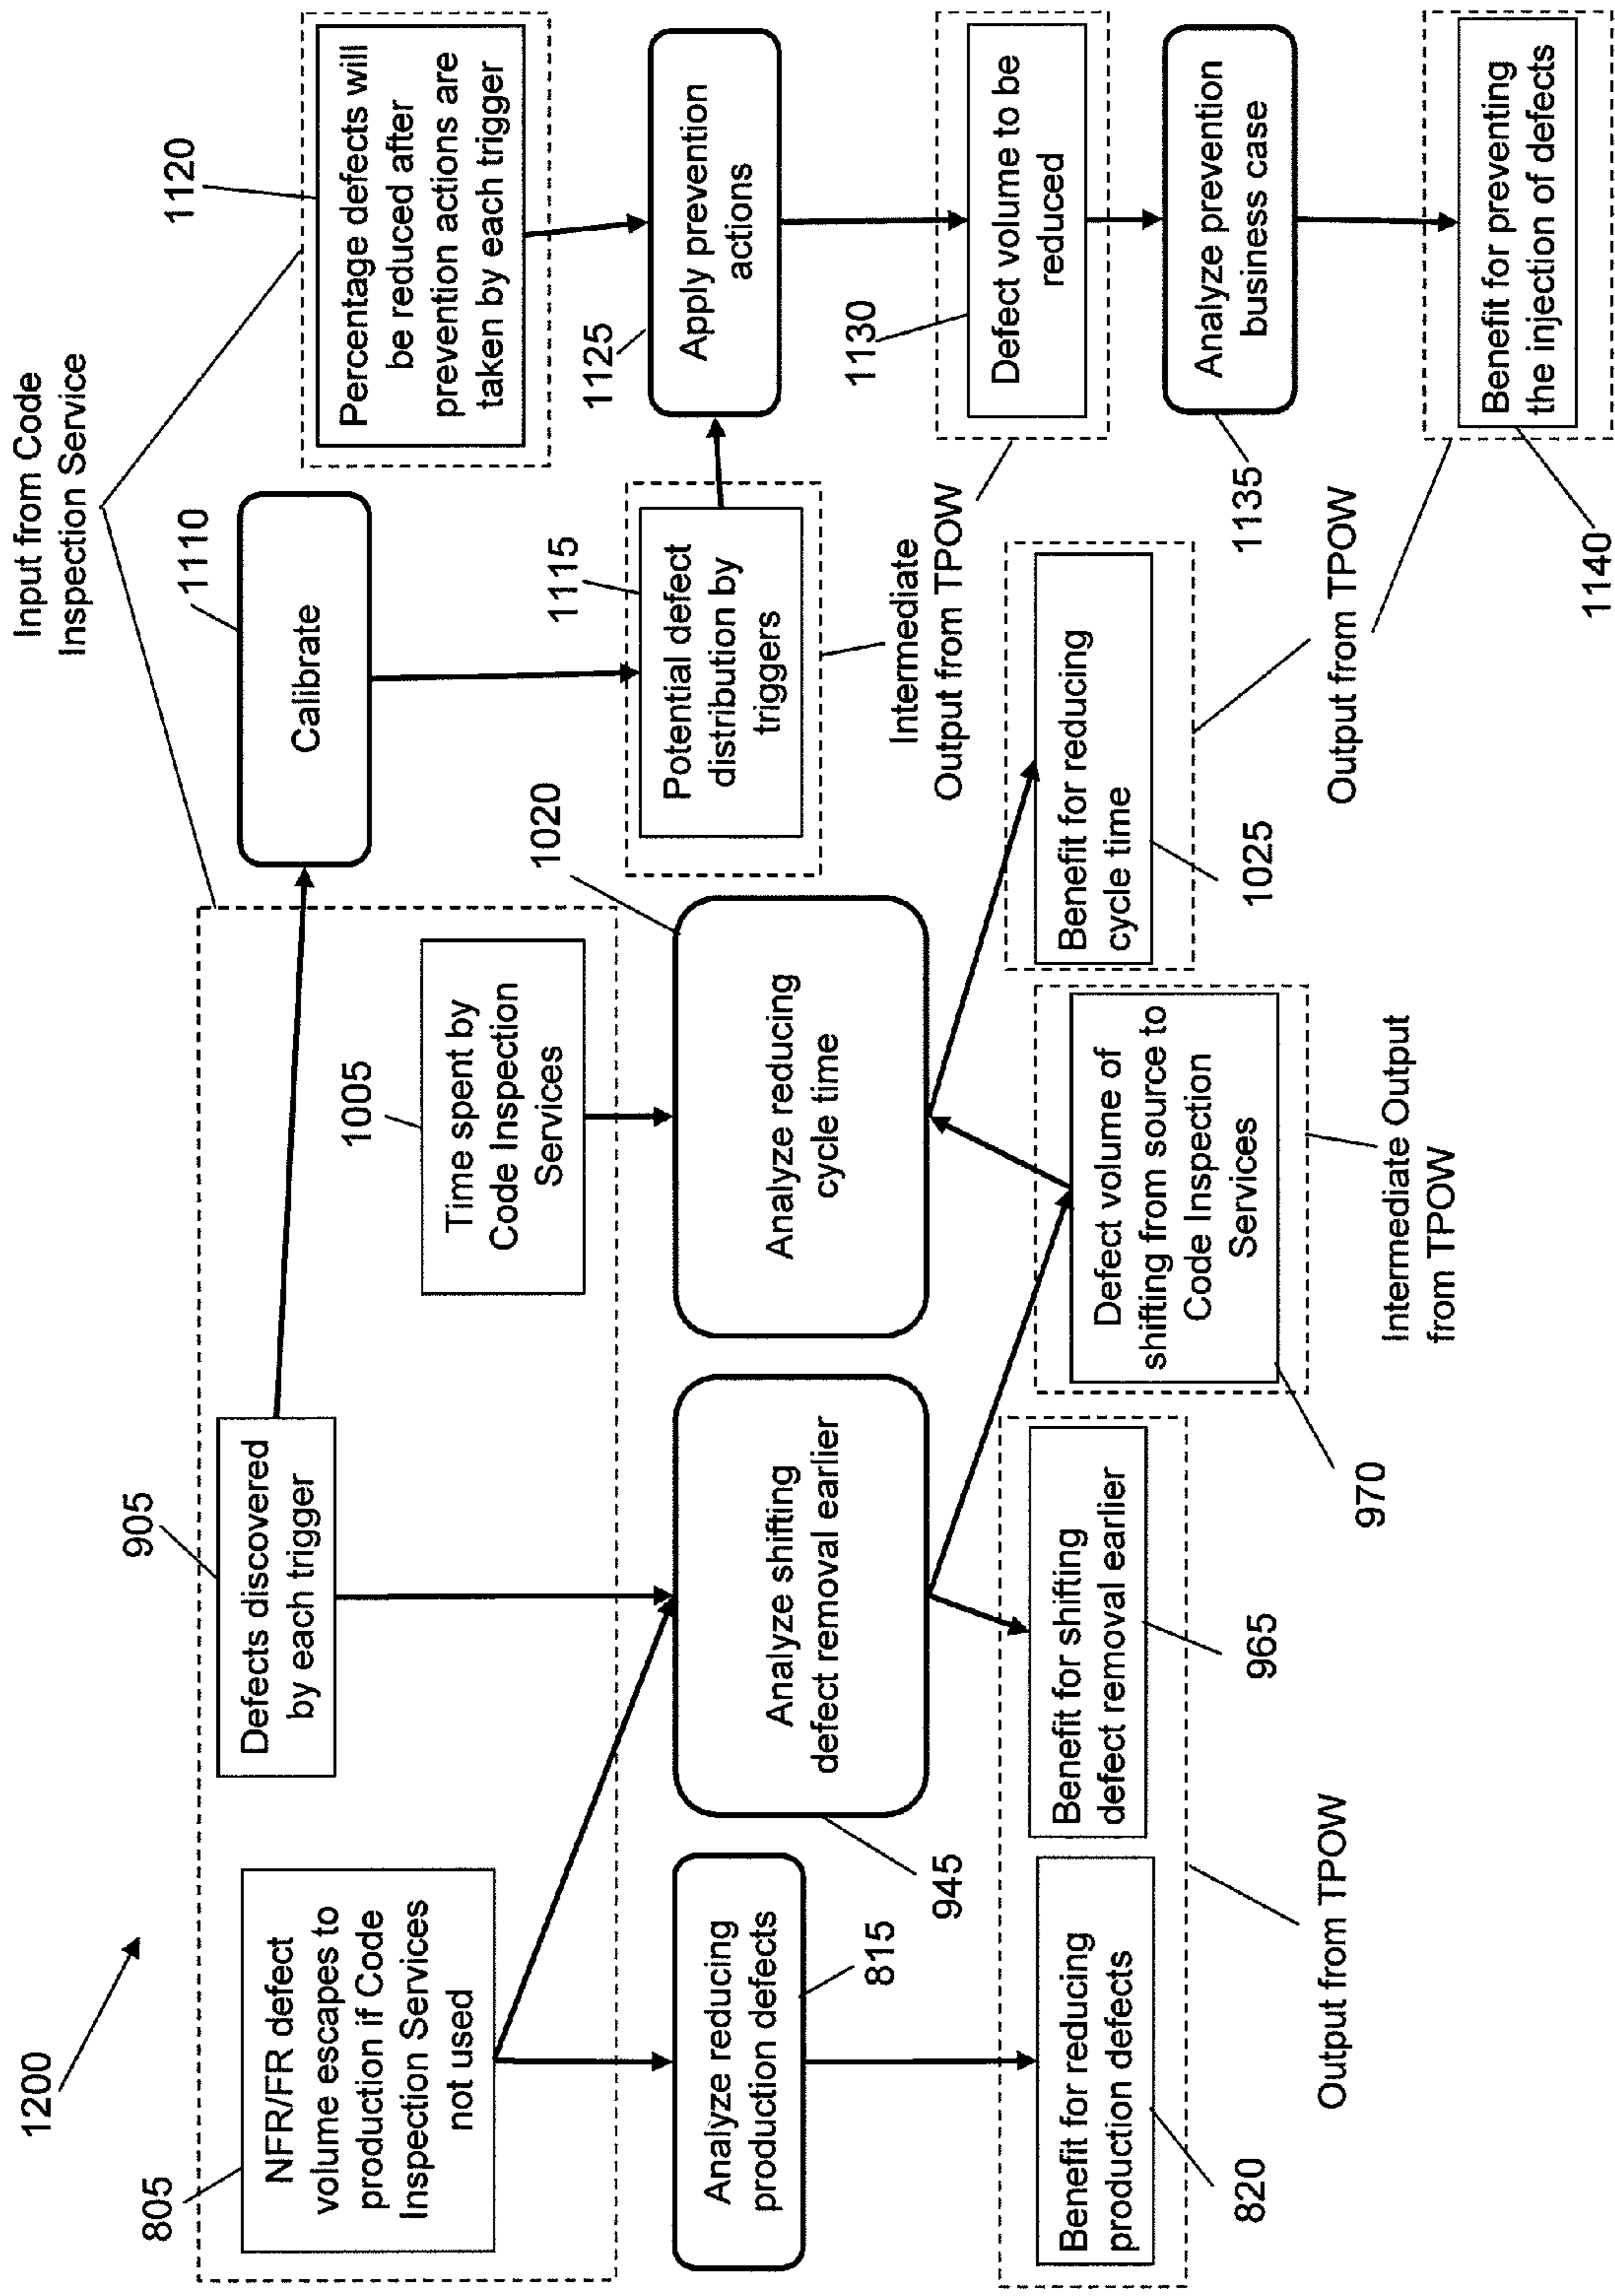 1200
805
NFR/FR defect
volume escapes to
production if Code
Inspection Services
not used
905
Defects discovered
by each trigger
1005
Time spent by
Code Inspection
Services
Input from Code
Inspection Service
1110
Calibrate
1120
Percentage defects will
be reduced after
prevention actions are
taken by each trigger
Analyze reducing
production defects
815
Analyze shifting
defect removal earlier
945
1020
Analyze reducing
cycle time
1115
Potential defect
distribution by
triggers
1125
Apply prevention
actions
Intermediate
Output from TPOW
1130
Defect volume to be
reduced
820
Benefit for reducing
production defects
Benefit for shifting
defect removal earlier
965
Output from TPOW
970
Defect volume of
shifting from source to
Code Inspection
Services
Intermediate Output
from TPOW
Benefit for reducing
cycle time
1025
Output from TPOW
1135
Analyze prevention
business case
1140
Benefit for preventing
the injection of defects